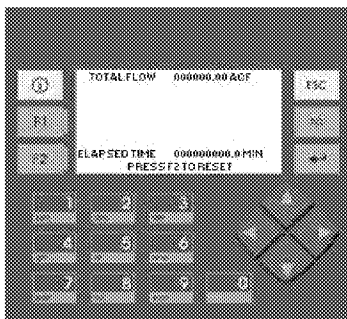 TOTAL FLOW 000000.00 ACF
ESC
F1
F2
ELAPSED TIME 000000000.0 MIN
PRESS F2 TO RESET
1 2 3
4 5 6
7 8 9 0